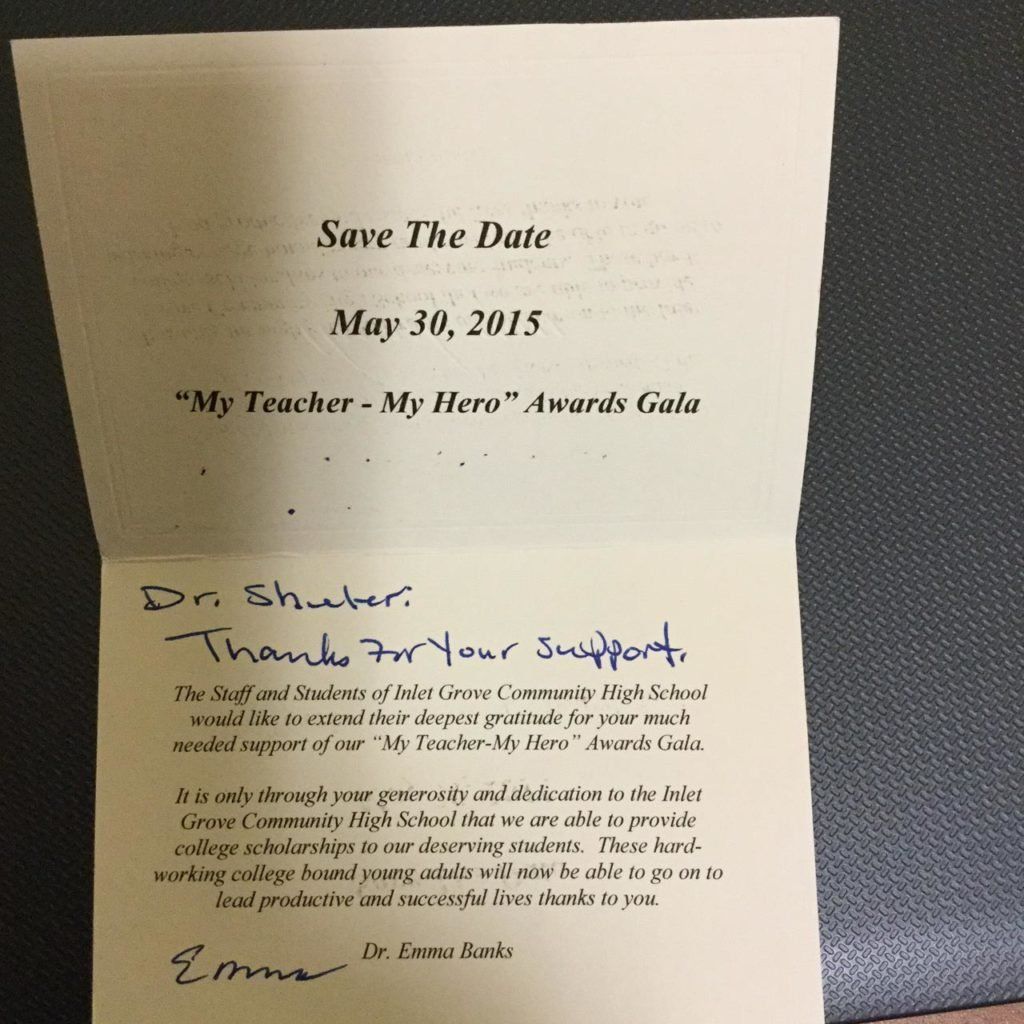 Save The Date
May 30, 2015
“My Teacher - My Hero” Awards Gala
Dr.
Thanks For Your Support.
The Staff and Students of Inlet Grove Community High School
would like to extend their deepest gratitude for your much
needed support of our “My Teacher-My Hero” Awards Gala.
It is only through your generosity and dedication to the Inlet
Grove Community High School that we are able to provide
college scholarships to our deserving students. These hard-
working college bound young adults will now be able to go on to
lead productive and successful lives thanks to you.
Dr. Emma Banks
Emma